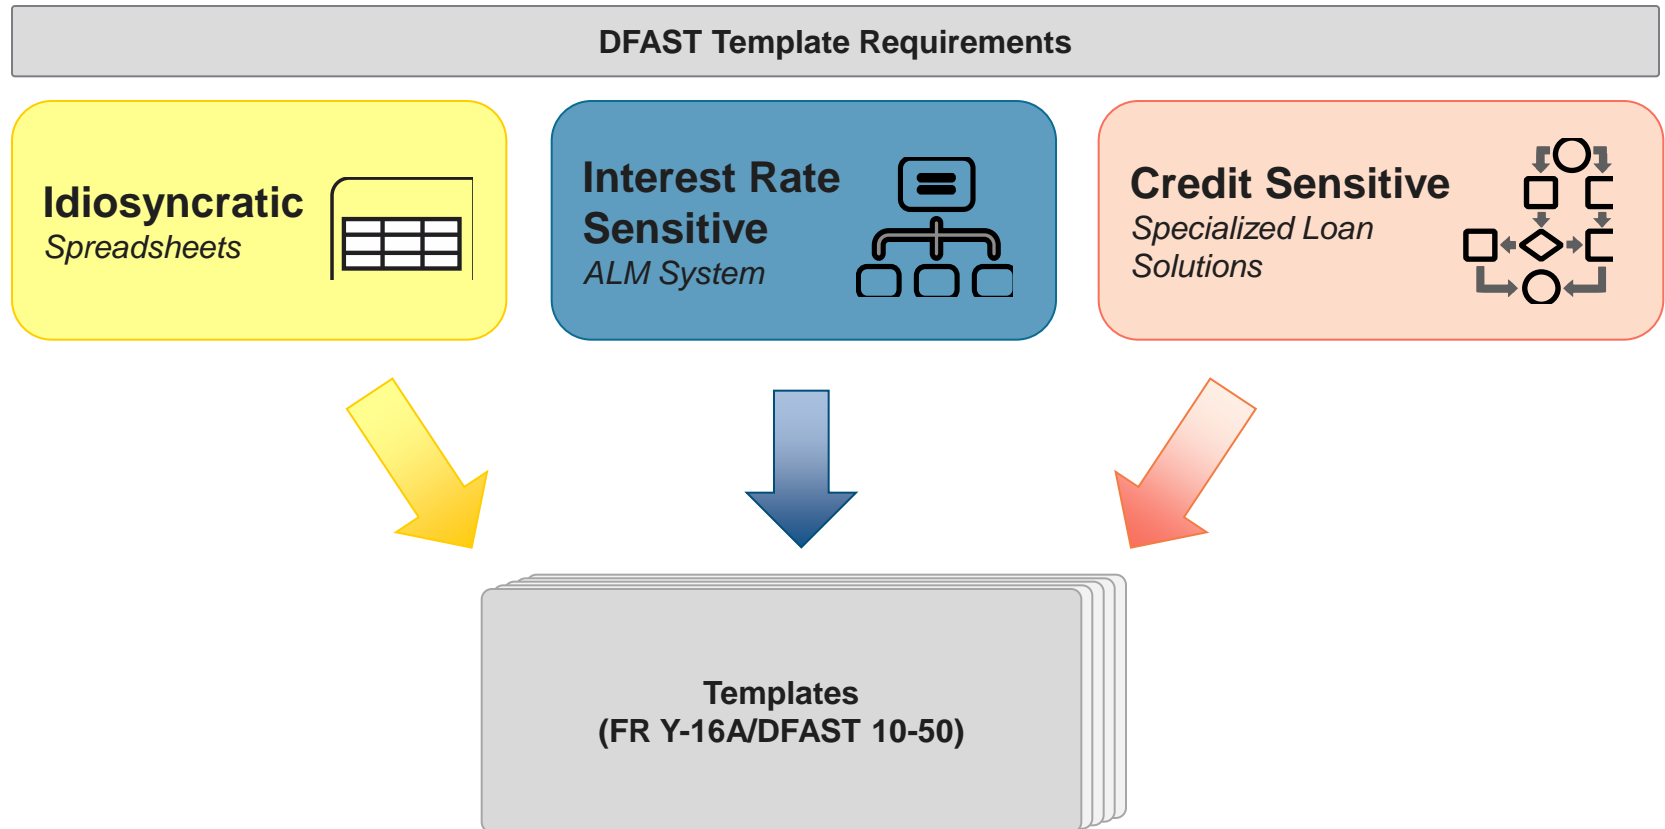 DFAST Template Requirements
Idiosyncratic
Spreadsheets
Interest Rate
Sensitive
ALM System
Credit Sensitive
Specialized Loan
Solutions
Templates
(FR Y-16A/DFAST 10-50)